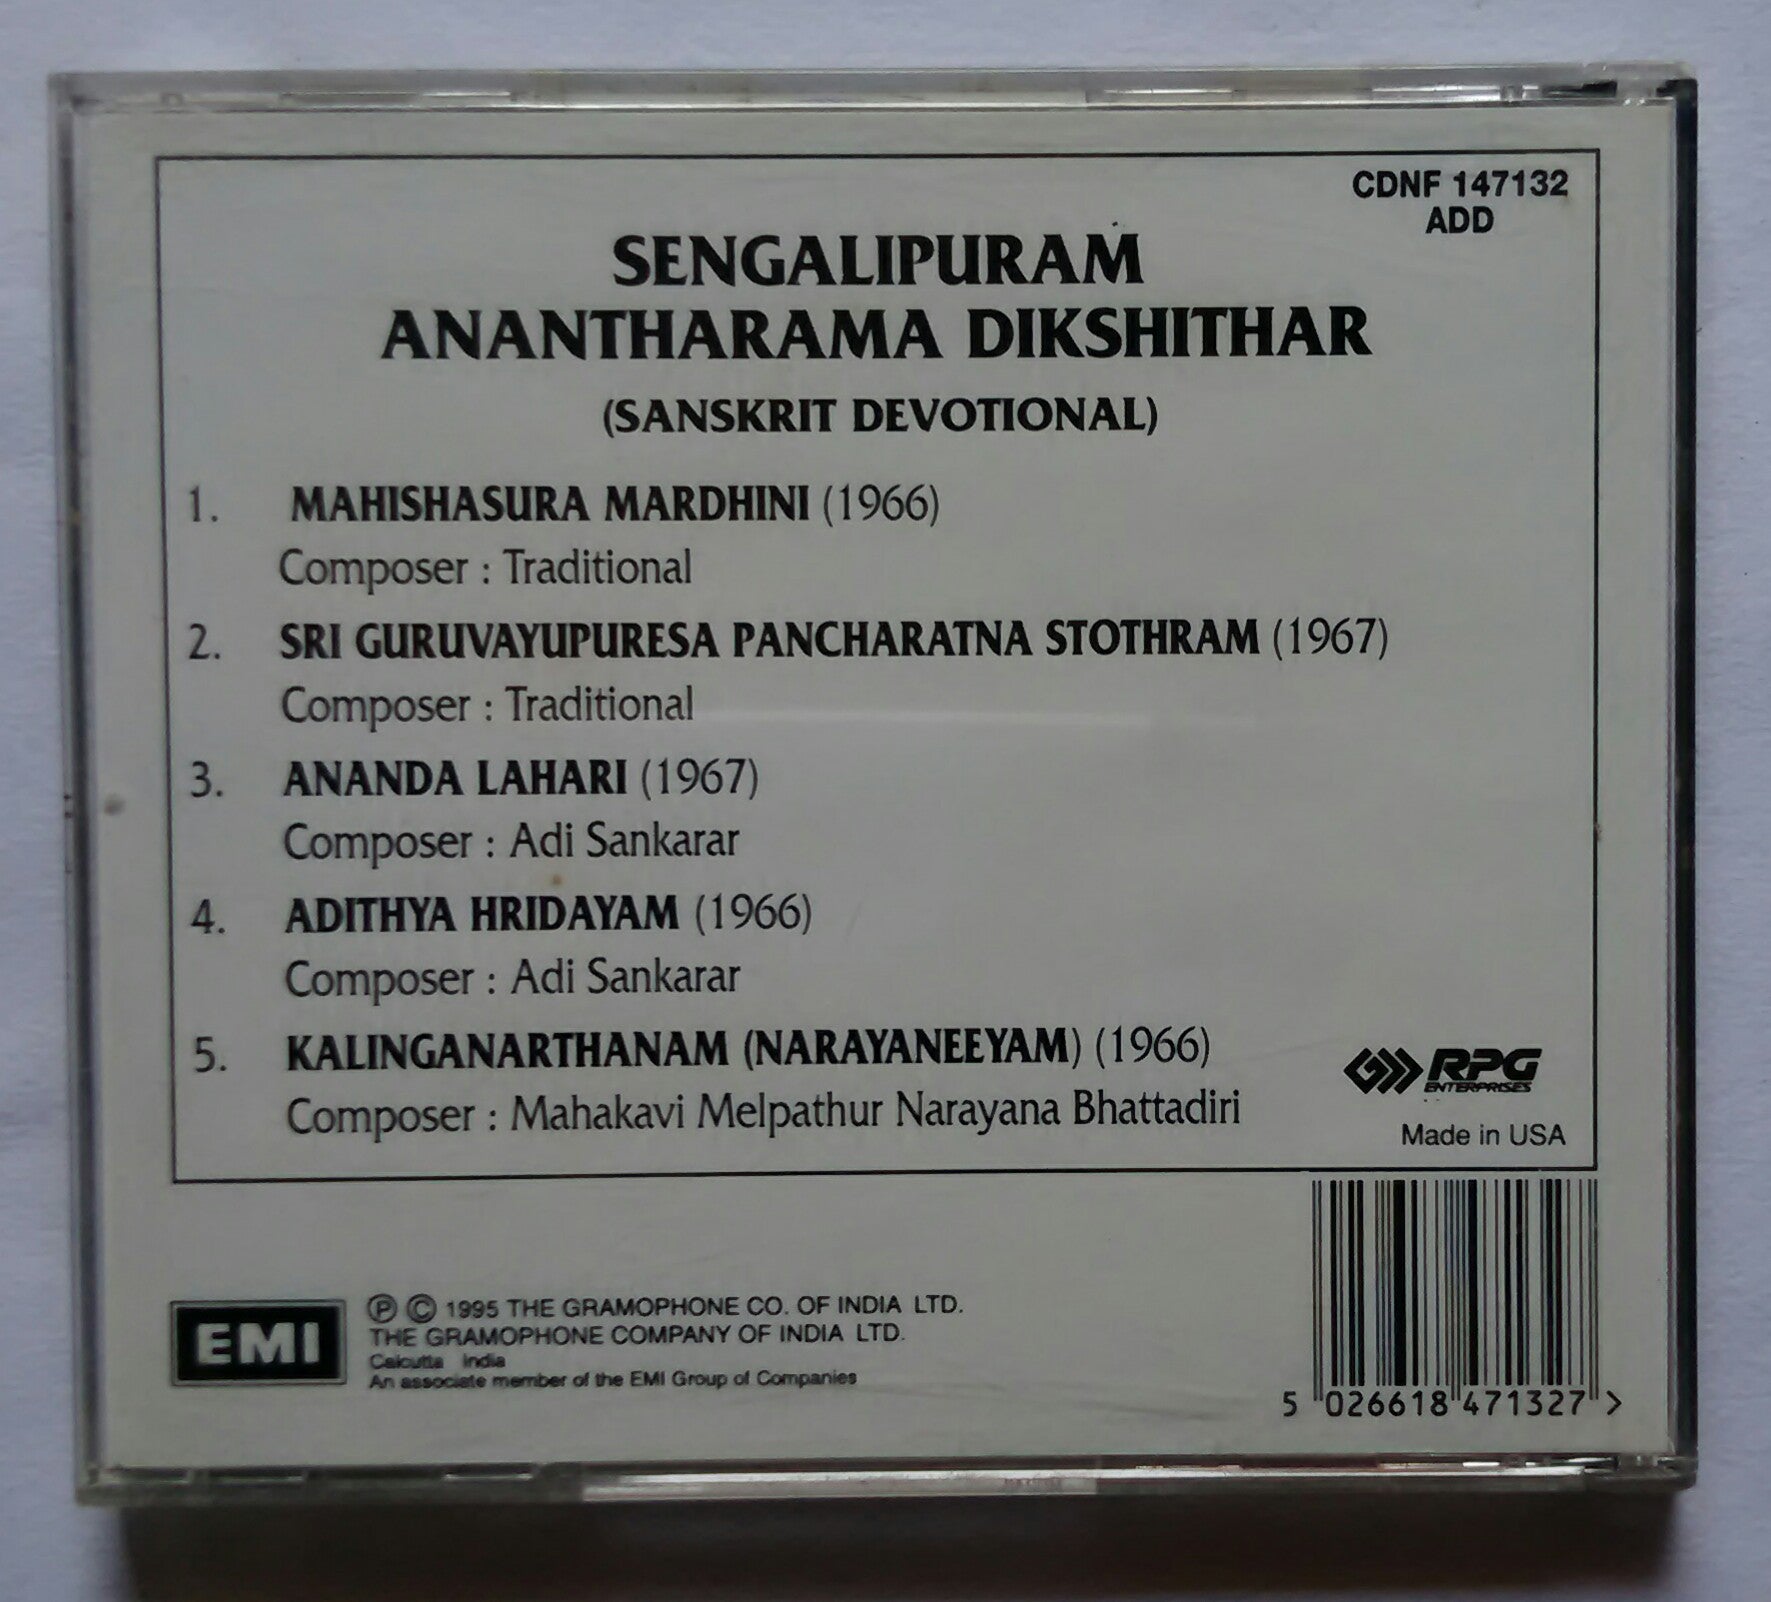 CDNF 147132
ADD
SENGALIPURAM
ANANTHARAMA DIKSHITHAR
(SANSKRIT DEVOTIONAL)
1. MAHISHASURA MARDHINI (1966)
Composer : Traditional
2. SRI GURUVAYUPURESA PANCHARATNA STOTHRAM (1967)
Composer : Traditional
3. ANANDA LAHARI (1967)
Composer : Adi Sankarar
4. ADITHYA HRIDAYAM (1966)
Composer : Adi Sankarar
5. KALINGANARTHANAM (NARAYANEEYAM) (1966)
Composer : Mahakavi Melpathur Narayana Bhattadiri
RPG
ENTERPRISES
Made in USA
EMI
Ⓟ © 1995 THE GRAMOPHONE CO. OF INDIA LTD.
THE GRAMOPHONE COMPANY OF INDIA LTD.
Calcutta India
An associate member of the EMI Group of Companies
5 026618 471327 >